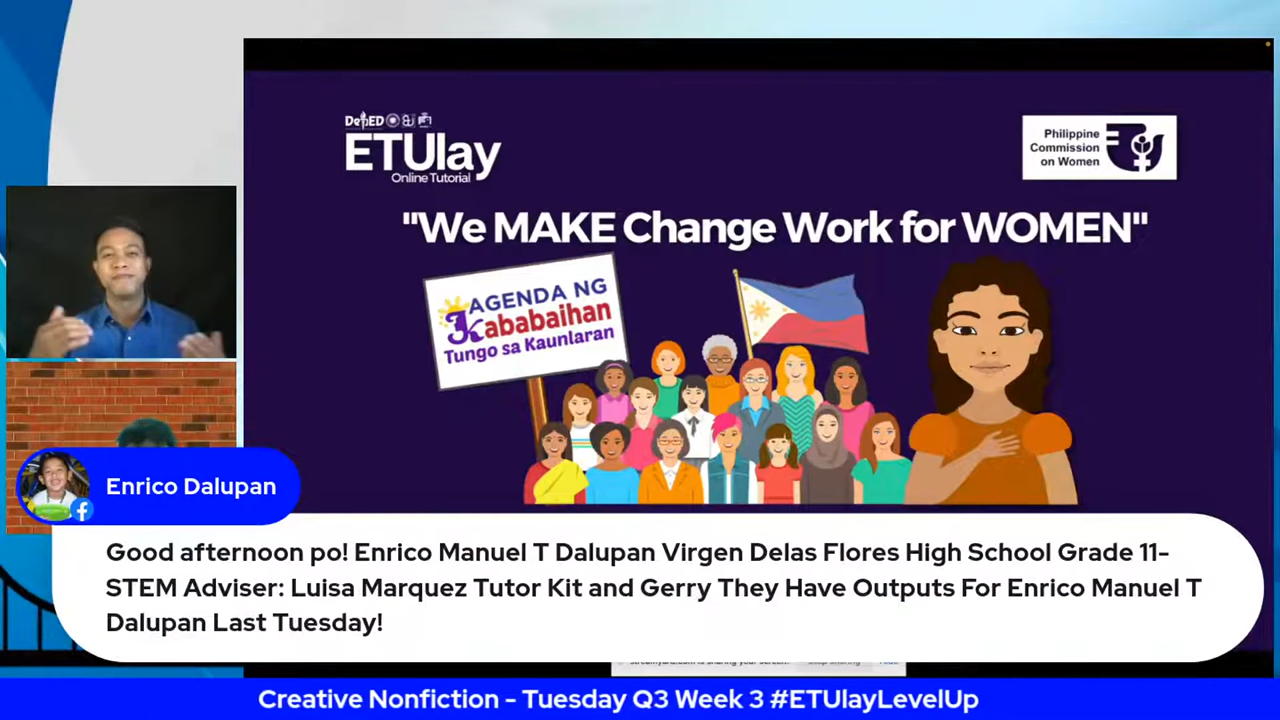 DepED
ETUlay
Online Tutorial
Philippine
Commission
on Women
"We MAKE Change Work for WOMEN"
AGENDA NG
Kababaihan
Tungo sa Kaunlaran
Enrico Dalupan
Good afternoon po! Enrico Manuel T Dalupan Virgen Delas Flores High School Grade 11-
STEM Adviser: Luisa Marquez Tutor Kit and Gerry They Have Outputs For Enrico Manuel T
Dalupan Last Tuesday!
Creative Nonfiction - Tuesday Q3 Week 3 #ETUlayLevelUp